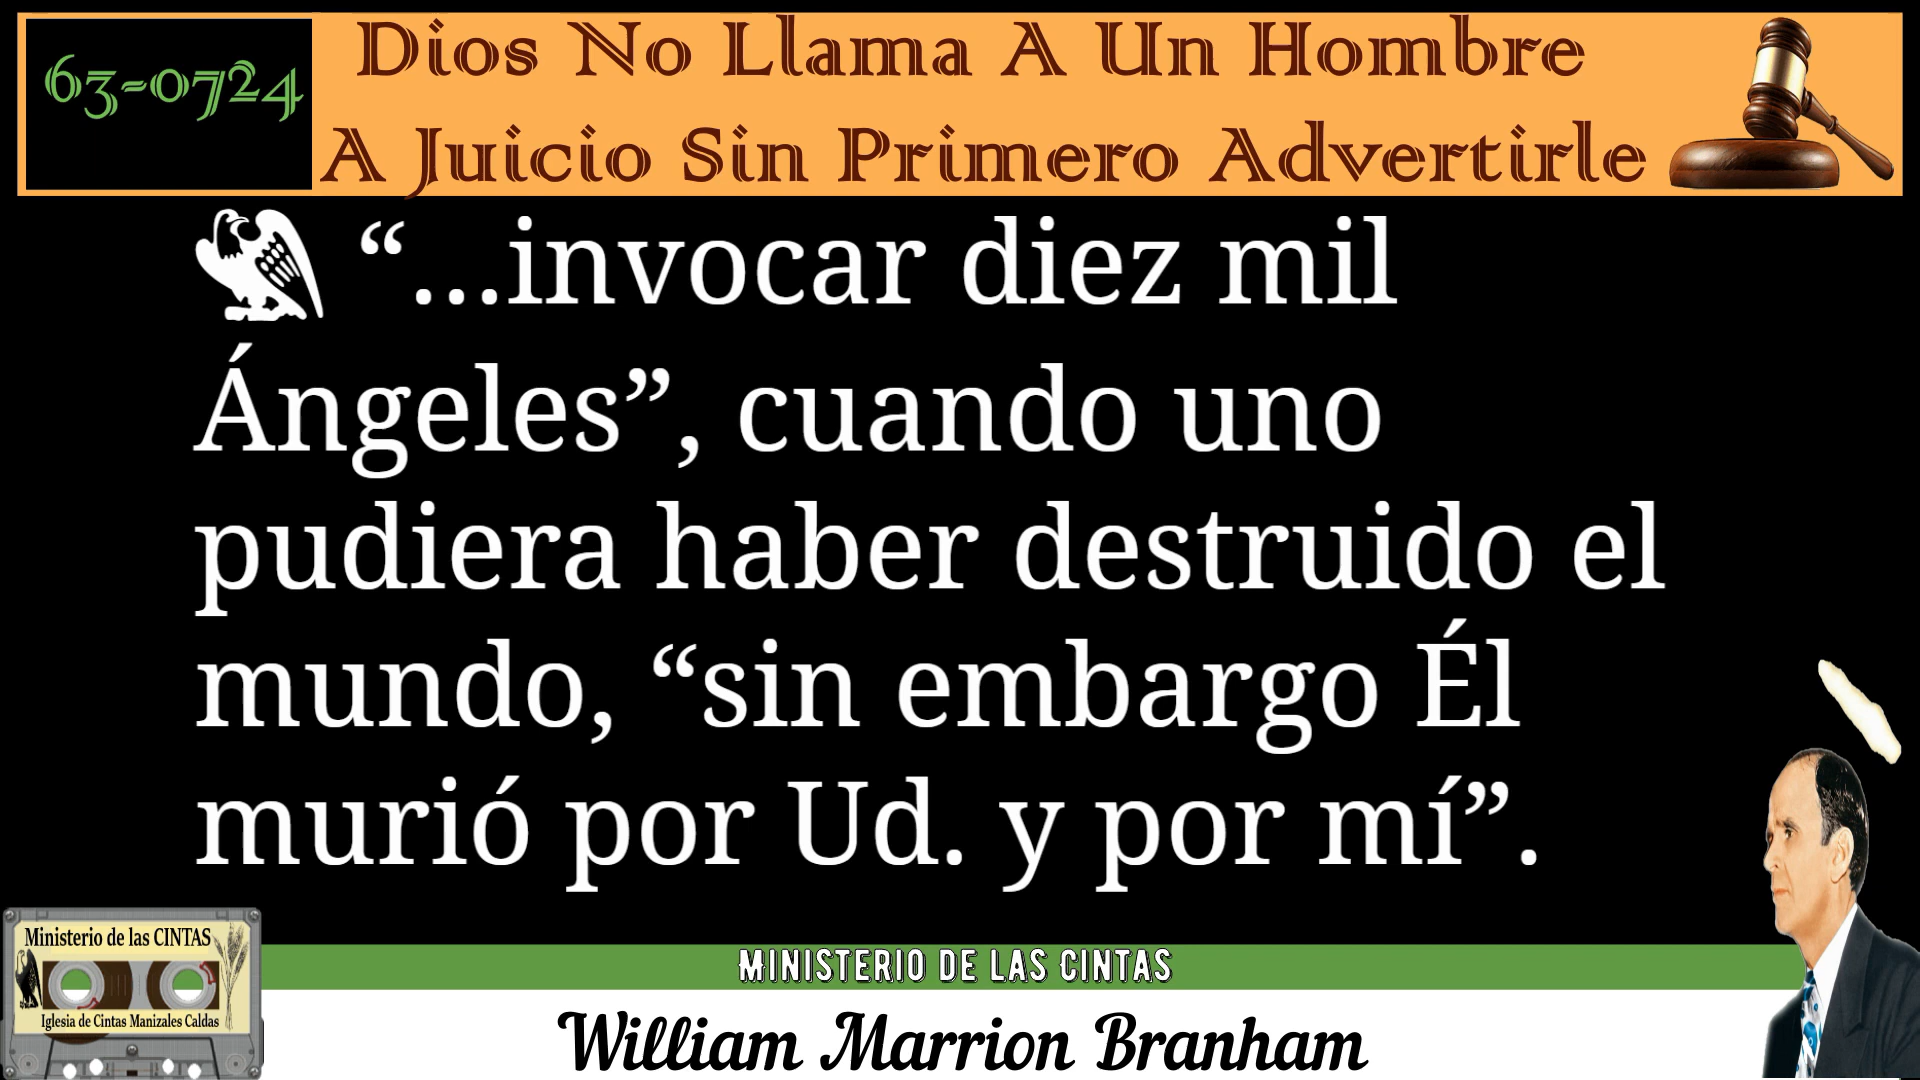 63-0724
Dios No Llama A Un Hombre
A Juicio Sin Primero Advertirle
“...invocar diez mil
Ángeles”, cuando uno
pudiera haber destruido el
mundo, “sin embargo Él
murió por Ud. y por mí”.
Ministerio de las CINTAS
Iglesia de Cintas Manizales Caldas
MINISTERIO DE LAS CINTAS
William Marrion Branham